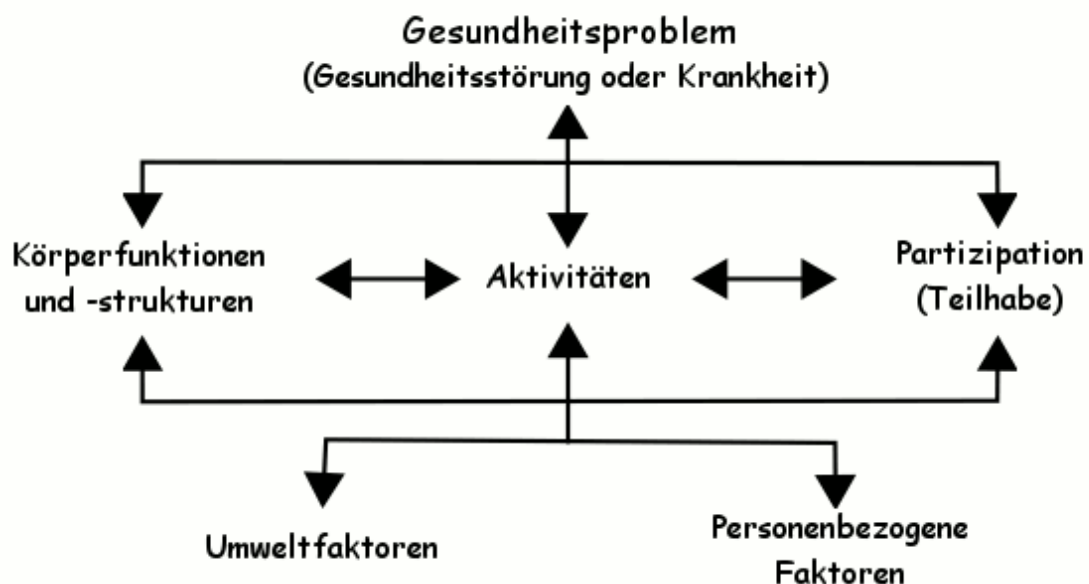 Gesundheitsproblem
(Gesundheitsstörung oder Krankheit)
Körperfunktionen
und -strukturen
Aktivitäten
Partizipation
(Teilhabe)
Umweltfaktoren
Personenbezogene
Faktoren